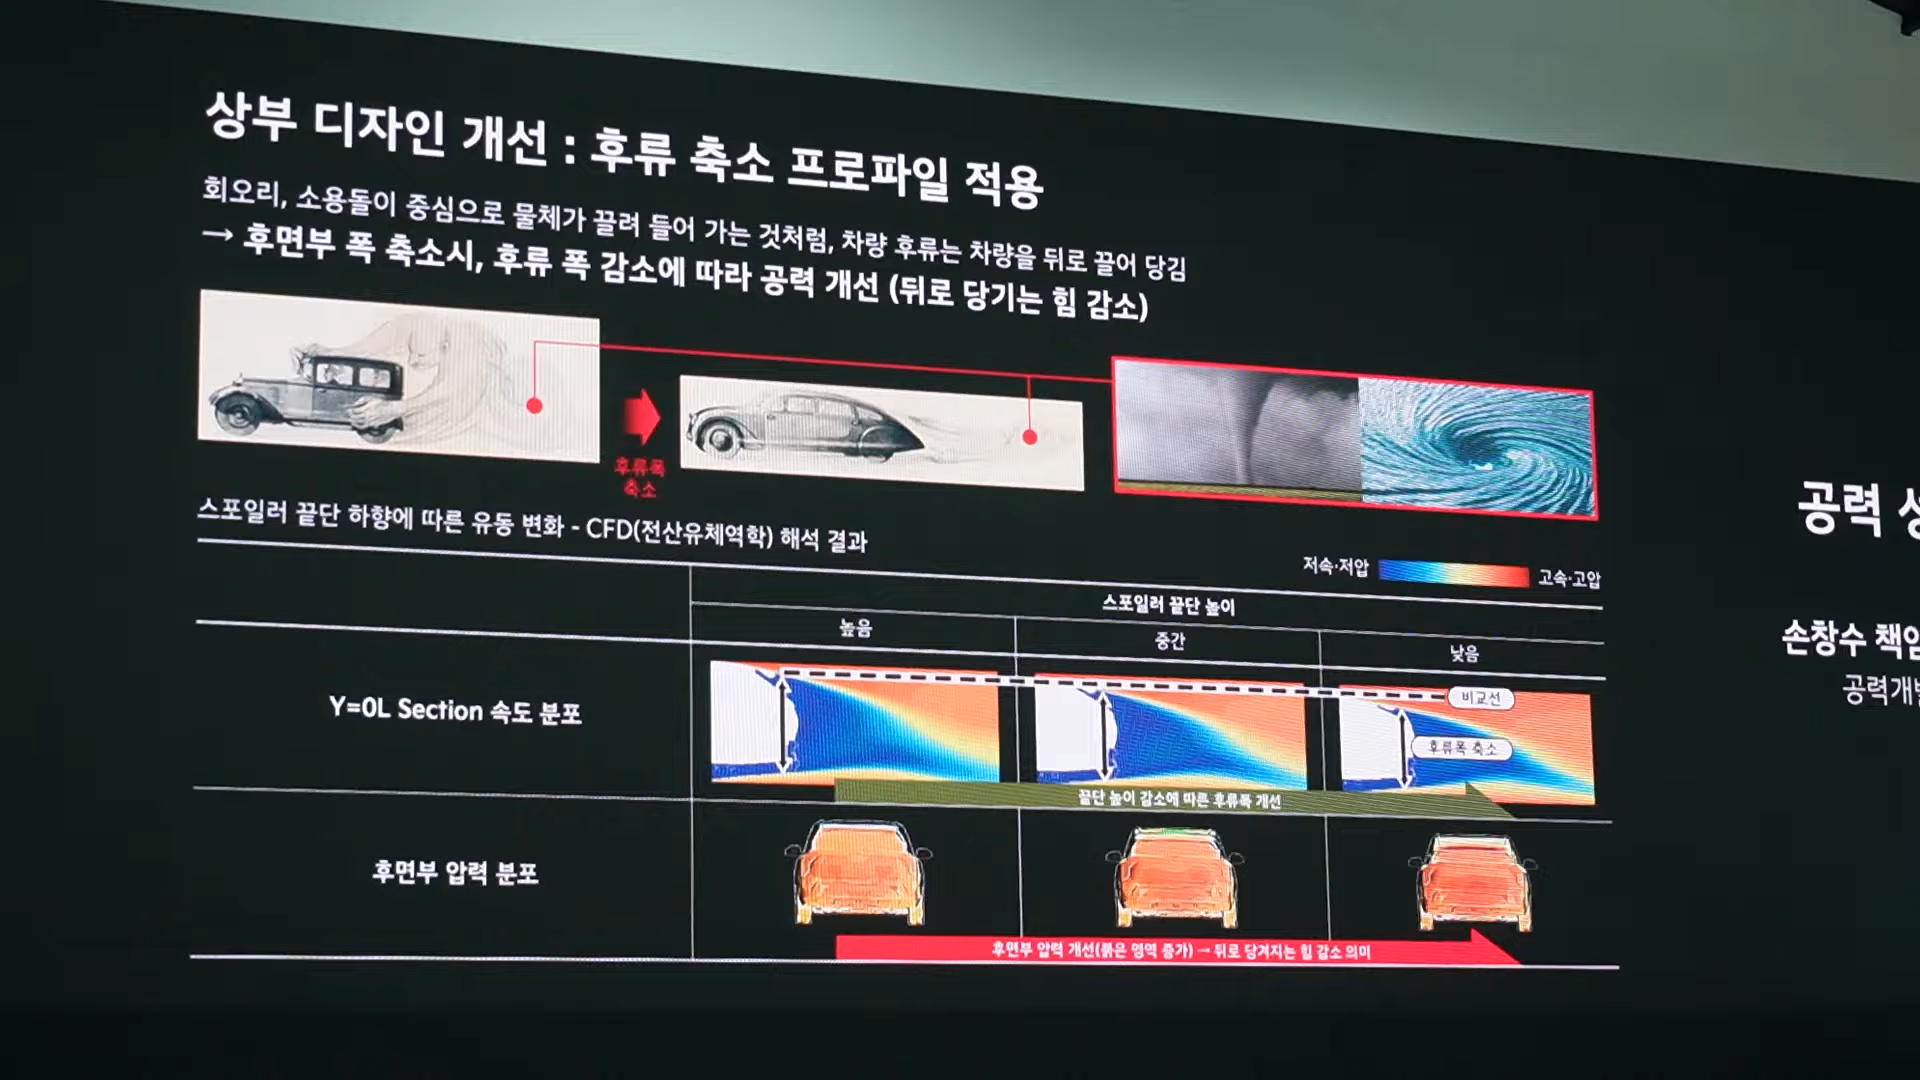 상부 디자인 개선 : 후류 축소 프로파일 적용
회오리, 소용돌이 중심으로 물체가 끌려 들어 가는 것처럼, 차량 후류는 차량을 뒤로 끌어 당김
→ 후면부 폭 축소시, 후류 폭 감소에 따라 공력 개선 (뒤로 당기는 힘 감소)
후류폭
축소
스포일러 끝단 하향에 따른 유동 변화 - CFD(전산유체역학) 해석 결과
저속·저압
고속·고압
스포일러 끝단 높이
높음
중간
낮음
Y=0L Section 속도 분포
비교선
후류폭 축소
끝단 높이 감소에 따른 후류폭 개선
후면부 압력 분포
후면부 압력 개선(붉은 영역 증가) → 뒤로 당겨지는 힘 감소 의미
공력
손창수 책임
공력개발